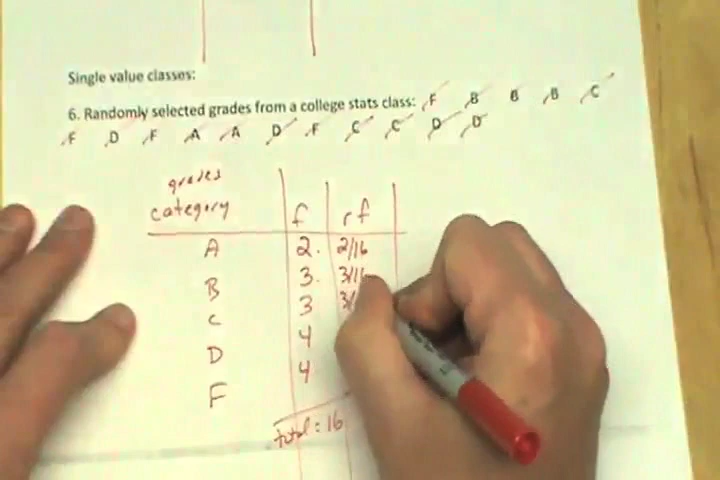 Single value classes:
6. Randomly selected grades from a college stats class: F B B B C
F D F A A D F C C D D
grades
category f rf
A 2. 2/16
B 3. 3/16
C 3 3/
D 4
F 4
total: 16